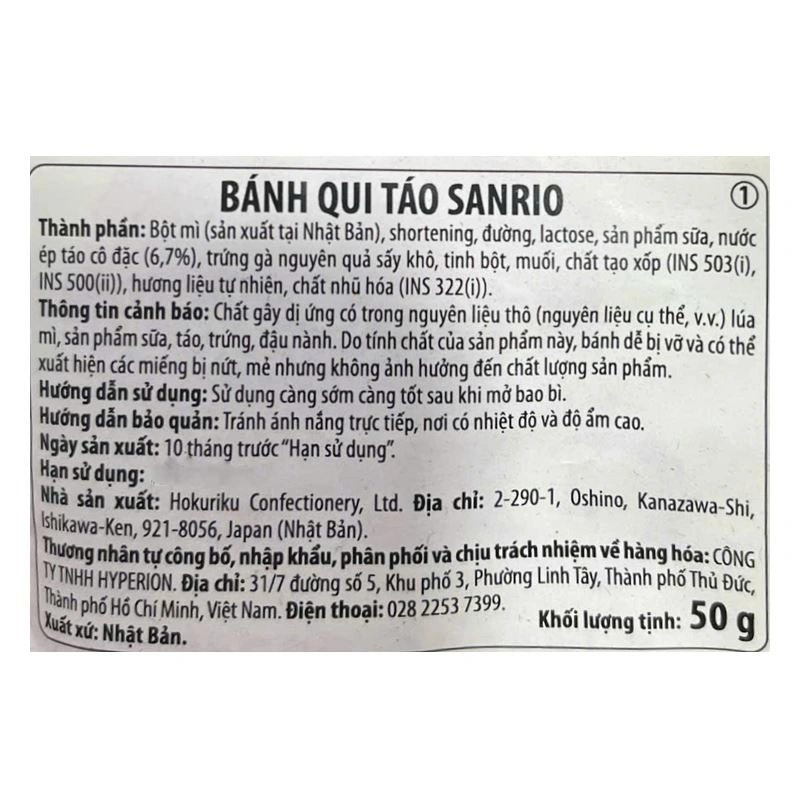 BÁNH QUI TÁO SANRIO
1
Thành phần: Bột mì (sản xuất tại Nhật Bản), shortening, đường, lactose, sản phẩm sữa, nước
ép táo cô đặc (6,7%), trứng gà nguyên quả sấy khô, tinh bột, muối, chất tạo xốp (INS 503(i),
INS 500(ii)), hương liệu tự nhiên, chất nhũ hóa (INS 322(i)).
Thông tin cảnh báo: Chất gây dị ứng có trong nguyên liệu thô (nguyên liệu cụ thể, v.v.) lúa
mì, sản phẩm sữa, táo, trứng, đậu nành. Do tính chất của sản phẩm này, bánh dễ bị vỡ và có thể
xuất hiện các miếng bị nứt, mẻ nhưng không ảnh hưởng đến chất lượng sản phẩm.
Hướng dẫn sử dụng: Sử dụng càng sớm càng tốt sau khi mở bao bì.
Hướng dẫn bảo quản: Tránh ánh nắng trực tiếp, nơi có nhiệt độ và độ ẩm cao.
Ngày sản xuất: 10 tháng trước "Hạn sử dụng".
Hạn sử dụng:
Nhà sản xuất: Hokuriku Confectionery, Ltd. Địa chỉ: 2-290-1, Oshino, Kanazawa-Shi,
Ishikawa-Ken, 921-8056, Japan (Nhật Bản).
Thương nhân tự công bố, nhập khẩu, phân phối và chịu trách nhiệm về hàng hóa: CÔNG
TY TNHH HYPERION. Địa chỉ: 31/7 đường số 5, Khu phố 3, Phường Linh Tây, Thành phố Thủ Đức,
Thành phố Hồ Chí Minh, Việt Nam. Điện thoại: 028 2253 7399.
Khối lượng tịnh: 50 g
Xuất xứ: Nhật Bản.